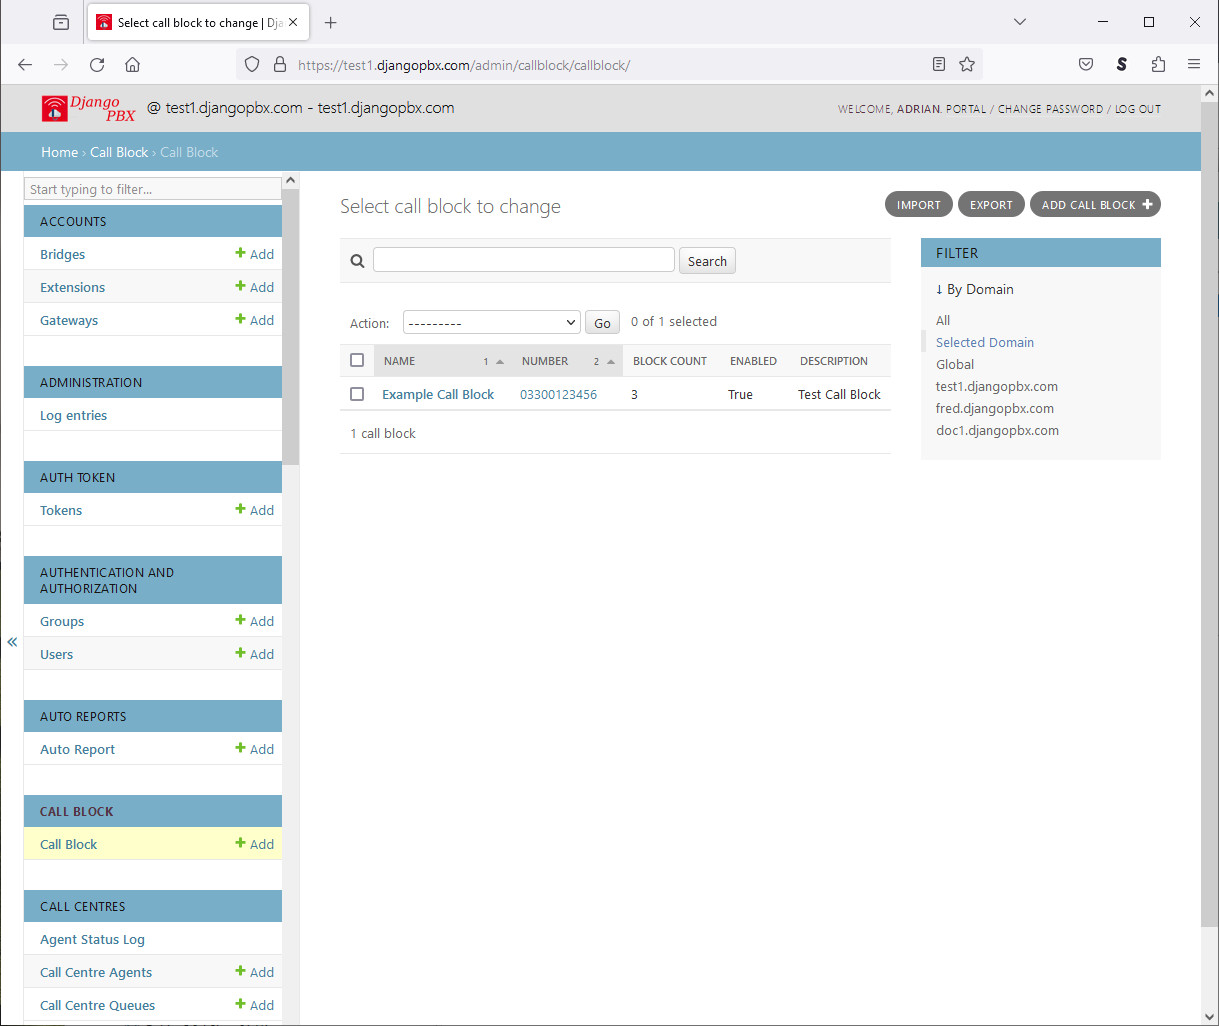 Select call block to change | Dja
https://test1.djangopbx.com/admin/callblock/callblock/
Django PBX @ test1.djangopbx.com - test1.djangopbx.com
WELCOME, ADRIAN. PORTAL / CHANGE PASSWORD / LOG OUT
Home › Call Block › Call Block
Start typing to filter...
ACCOUNTS
Bridges Add
Extensions Add
Gateways Add
ADMINISTRATION
Log entries
AUTH TOKEN
Tokens Add
AUTHENTICATION AND
AUTHORIZATION
Groups Add
Users Add
AUTO REPORTS
Auto Report Add
CALL BLOCK
Call Block Add
CALL CENTRES
Agent Status Log
Call Centre Agents Add
Call Centre Queues Add
Select call block to change
IMPORT EXPORT ADD CALL BLOCK
Search
Action: --------- Go 0 of 1 selected
NAME 1 NUMBER 2 BLOCK COUNT ENABLED DESCRIPTION
Example Call Block 03300123456 3 True Test Call Block
1 call block
FILTER
↓ By Domain
All
Selected Domain
Global
test1.djangopbx.com
fred.djangopbx.com
doc1.djangopbx.com